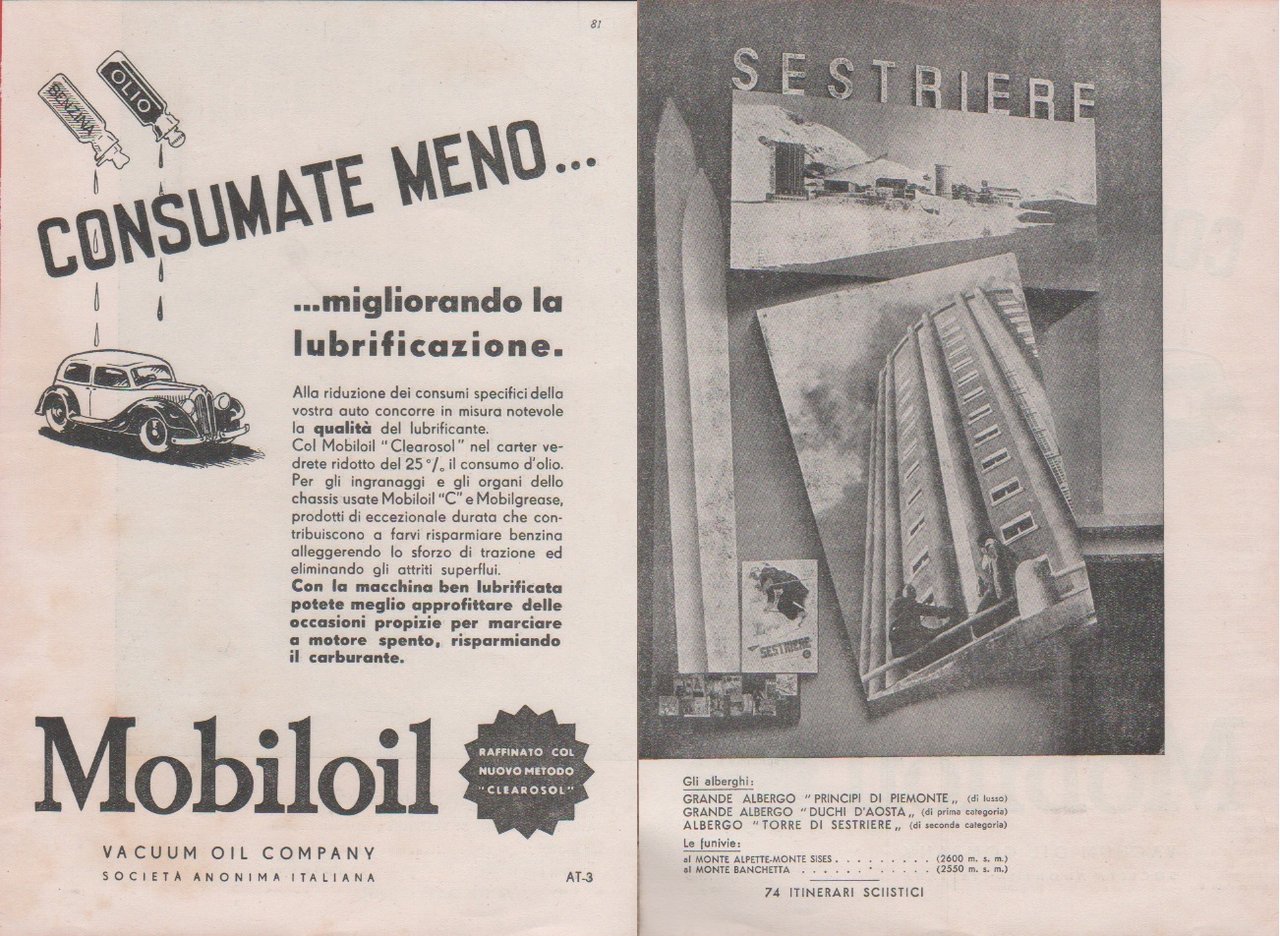 81
BENZINA
OLIO
CONSUMATE MENO...
...migliorando la
lubrificazione.
Alla riduzione dei consumi specifici della
vostra auto concorre in misura notevole
la qualità del lubrificante.
Col Mobiloil "Clearosol" nel carter ve-
drete ridotto del 25% il consumo d'olio.
Per gli ingranaggi e gli organi dello
chassis usate Mobiloil "C" e Mobilgrease,
prodotti di eccezionale durata che con-
tribuiscono a farvi risparmiare benzina
alleggerendo lo sforzo di trazione ed
eliminando gli attriti superflui.
Con la macchina ben lubrificata
potete meglio approfittare delle
occasioni propizie per marciare
a motore spento, risparmiando
il carburante.
Mobiloil
RAFFINATO COL
NUOVO METODO
"CLEAROSOL"
VACUUM OIL COMPANY
SOCIETÀ ANONIMA ITALIANA
AT-3
SESTRIERE
SESTRIERE
Gli alberghi:
GRANDE ALBERGO "PRINCIPI DI PIEMONTE„ (di lusso)
GRANDE ALBERGO "DUCHI D'AOSTA„ (di prima categoria)
ALBERGO "TORRE DI SESTRIERE„ (di seconda categoria)
Le funivie:
al MONTE ALPETTE-MONTE SISES . . . . . . . . . (2600 m. s. m.)
al MONTE BANCHETTA . . . . . . . . . . . . (2550 m. s. m.)
74 ITINERARI SCIISTICI